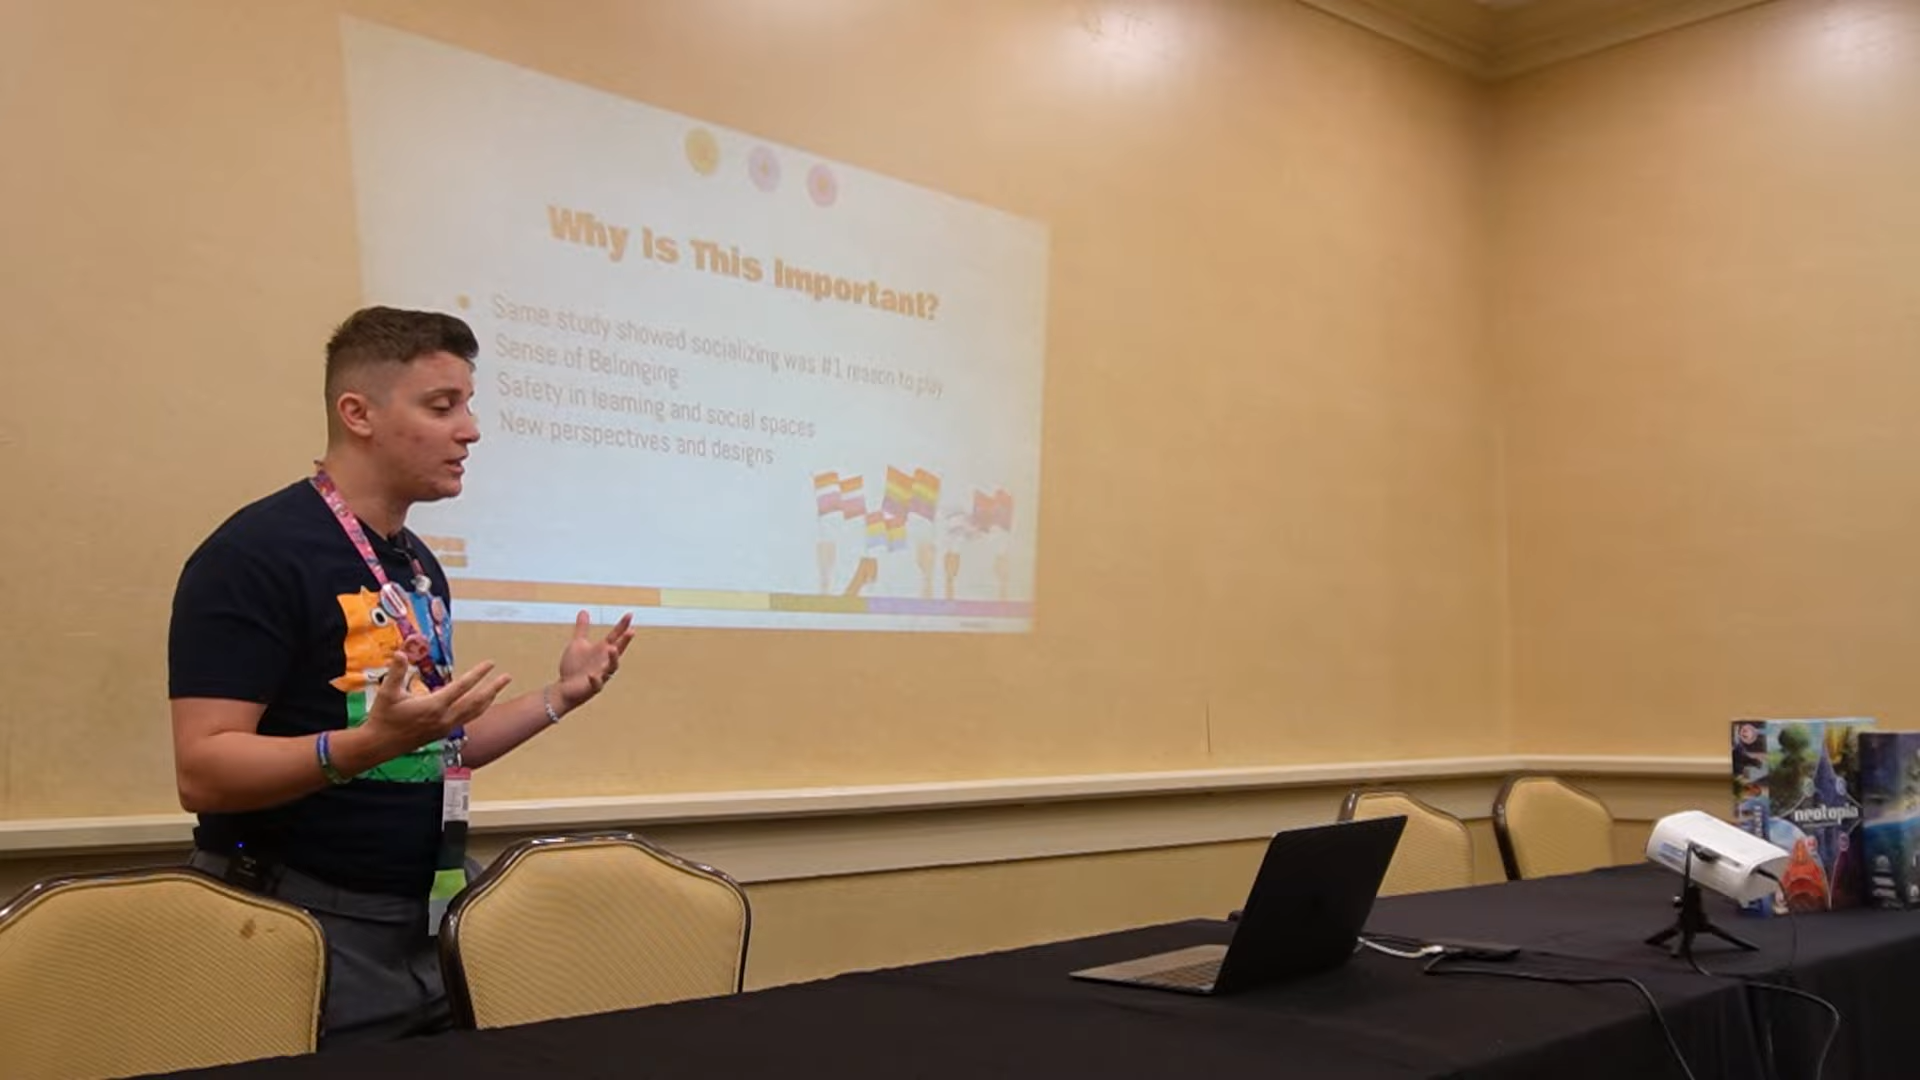 Why Is This Important?
Same study showed socializing was #1 reason to play
Sense of Belonging
Safety in learning and social spaces
New perspectives and designs
neotopia